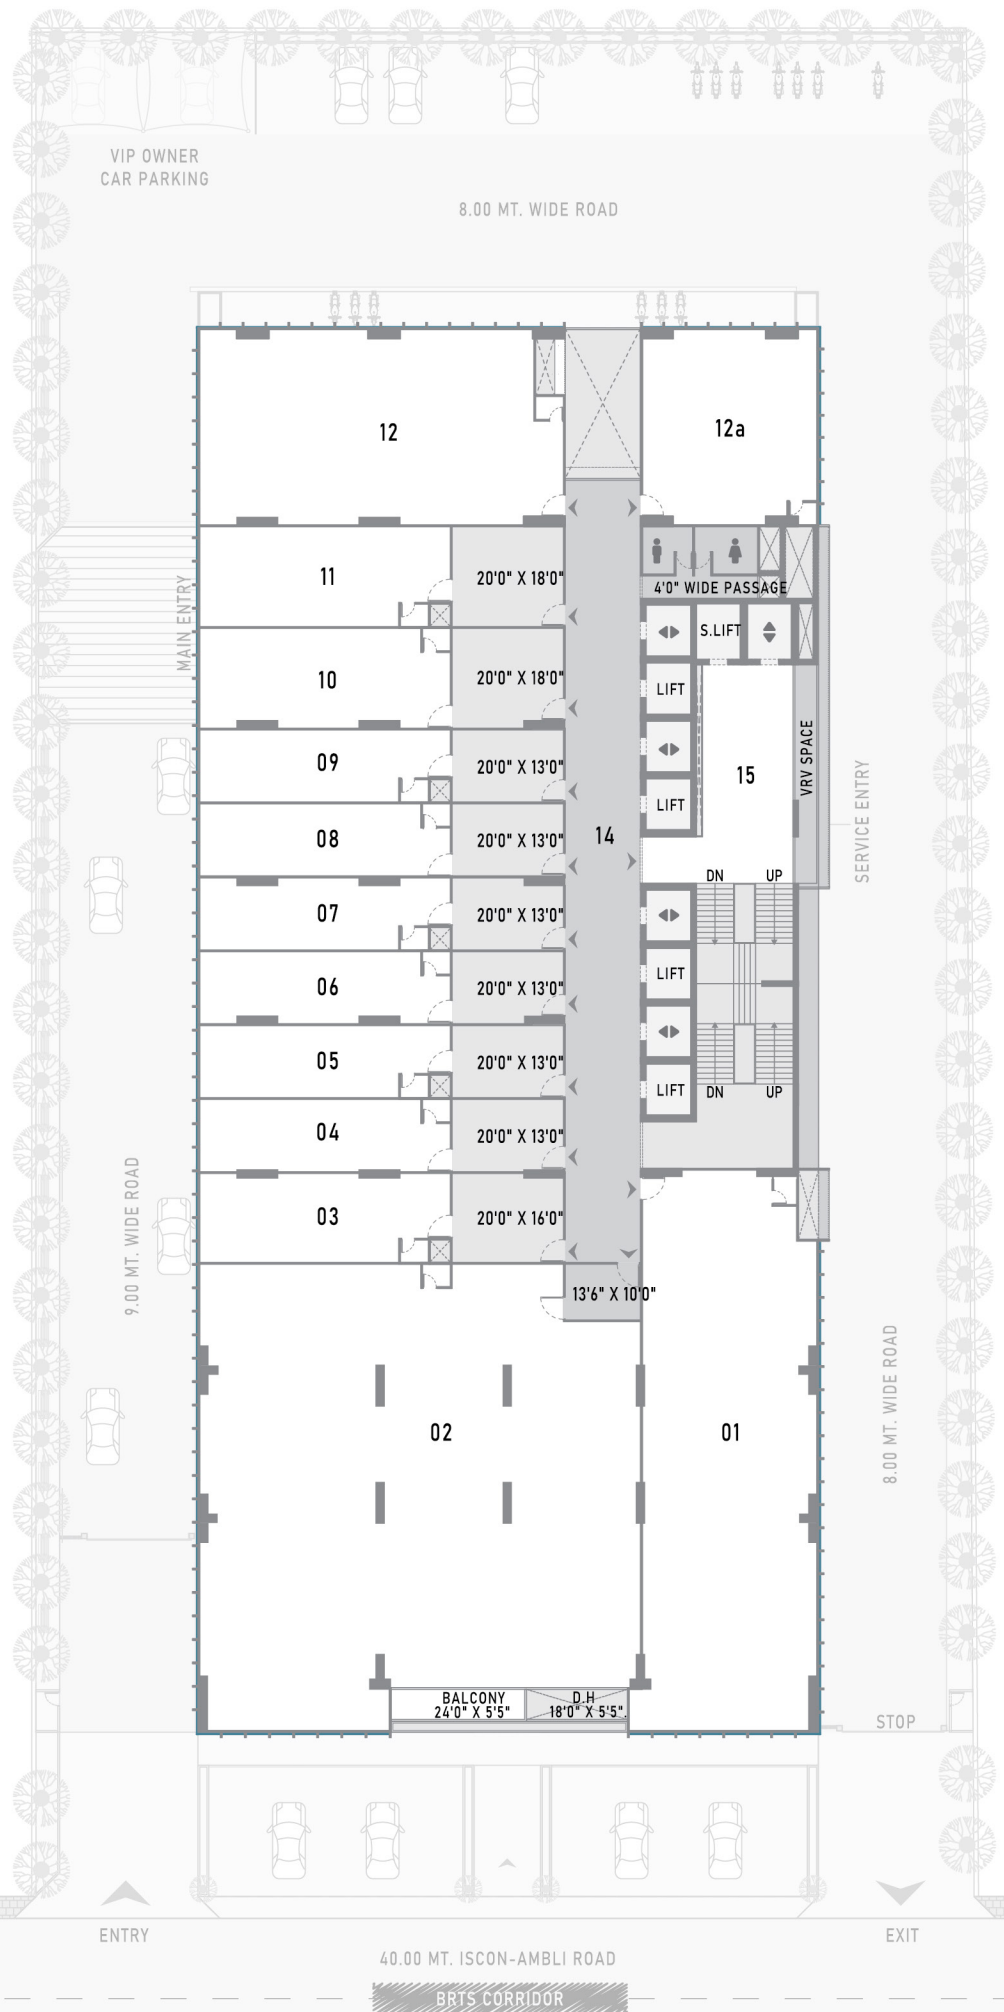 VIP OWNER
CAR PARKING
8.00 MT. WIDE ROAD
12
12a
11
20'0" X 18'0"
4'0" WIDE PASSAGE
MAIN ENTRY
S.LIFT
10
20'0" X 18'0"
LIFT
09
20'0" X 13'0"
VRV SPACE
15
LIFT
SERVICE ENTRY
08
20'0" X 13'0"
14
DN
UP
07
20'0" X 13'0"
06
20'0" X 13'0"
LIFT
05
20'0" X 13'0"
LIFT
DN
UP
04
20'0" X 13'0"
03
20'0" X 16'0"
9.00 MT. WIDE ROAD
13'6" X 10'0"
02
01
8.00 MT. WIDE ROAD
BALCONY
24'0" X 5'5"
D.H
18'0" X 5'5".
STOP
ENTRY
EXIT
40.00 MT. ISCON-AMBLI ROAD
BRTS CORRIDOR